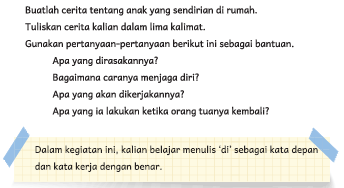 Buatlah cerita tentang anak yang sendirian di rumah.
Tuliskan cerita kalian dalam lima kalimat.
Gunakan pertanyaan-pertanyaan berikut ini sebagai bantuan.
Apa yang dirasakannya?
Bagaimana caranya menjaga diri?
Apa yang akan dikerjakannya?
Apa yang ia lakukan ketika orang tuanya kembali?
Dalam kegiatan ini, kalian belajar menulis ‘di’ sebagai kata depan
dan kata kerja dengan benar.